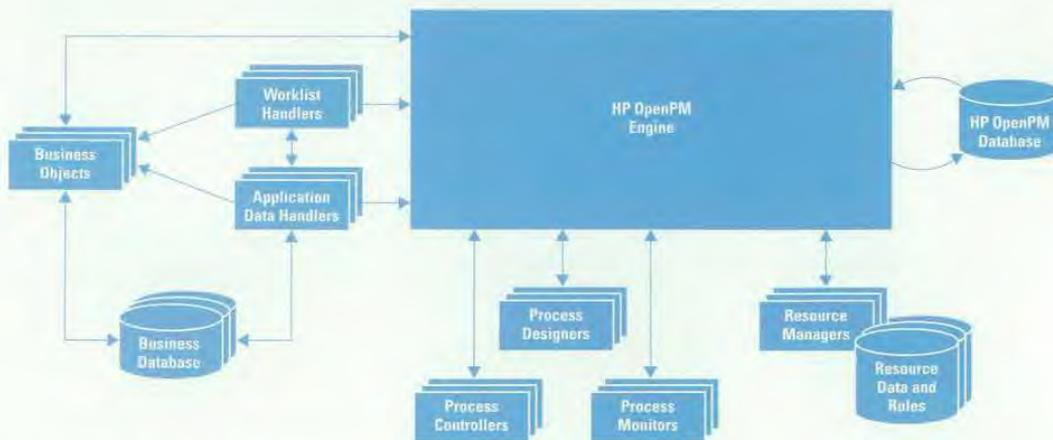 Worklist
Handlers
HP OpenPM
Engine
HP OpenPM
Database
Business
Objects
Application
Data Handlers
Process
Designers
Resource
Managers
Business
Database
Resource
Data and
Rules
Process
Controllers
Process
Monitors